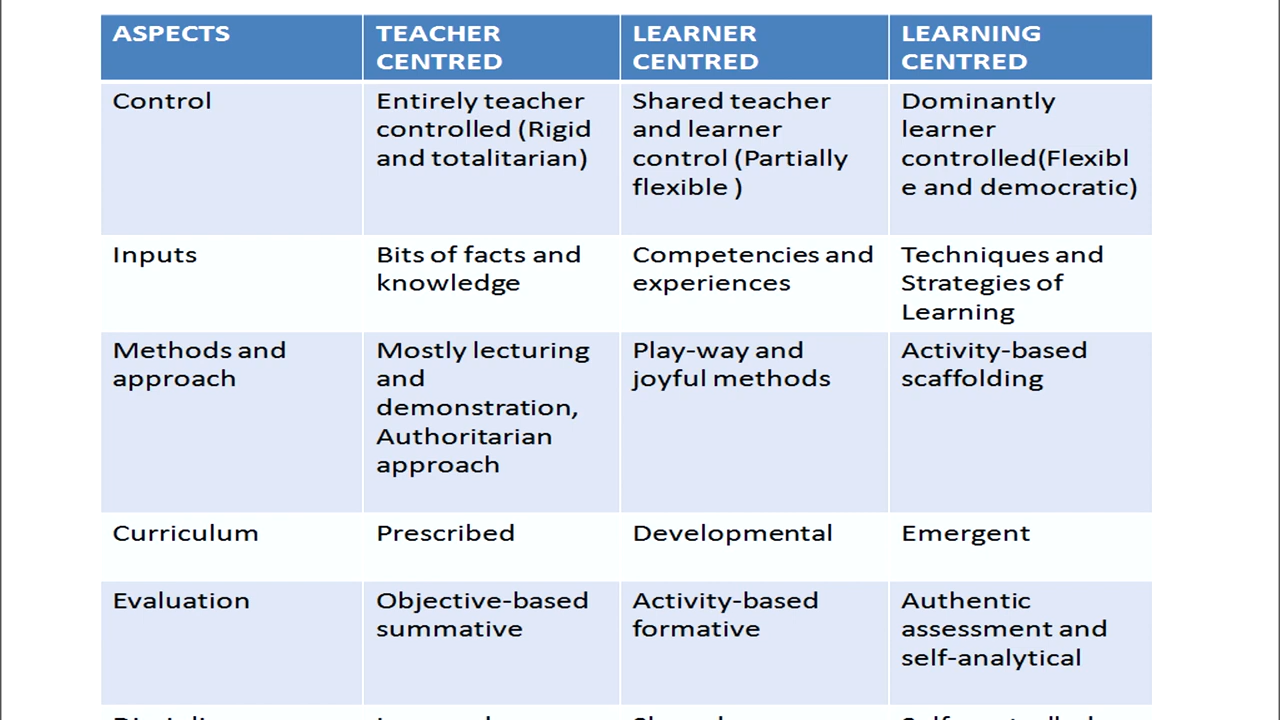 ASPECTS
TEACHER
CENTRED
LEARNER
CENTRED
LEARNING
CENTRED
Control
Entirely teacher
controlled (Rigid
and totalitarian)
Shared teacher
and learner
control (Partially
flexible )
Dominantly
learner
controlled(Flexibl
e and democratic)
Inputs
Bits of facts and
knowledge
Competencies and
experiences
Techniques and
Strategies of
Learning
Methods and
approach
Mostly lecturing
and
demonstration,
Authoritarian
approach
Play-way and
joyful methods
Activity-based
scaffolding
Curriculum
Prescribed
Developmental
Emergent
Evaluation
Objective-based
summative
Activity-based
formative
Authentic
assessment and
self-analytical